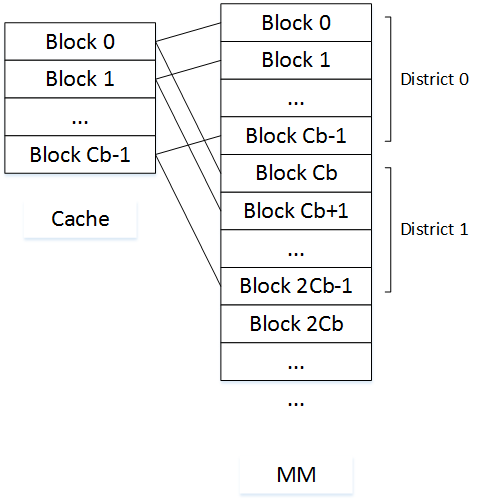 Block 0
Block 1
...
Block Cb-1
Cache
Block 0
Block 1
...
Block Cb-1
Block Cb
Block Cb+1
...
Block 2Cb-1
Block 2Cb
...
...
MM
District 0
District 1